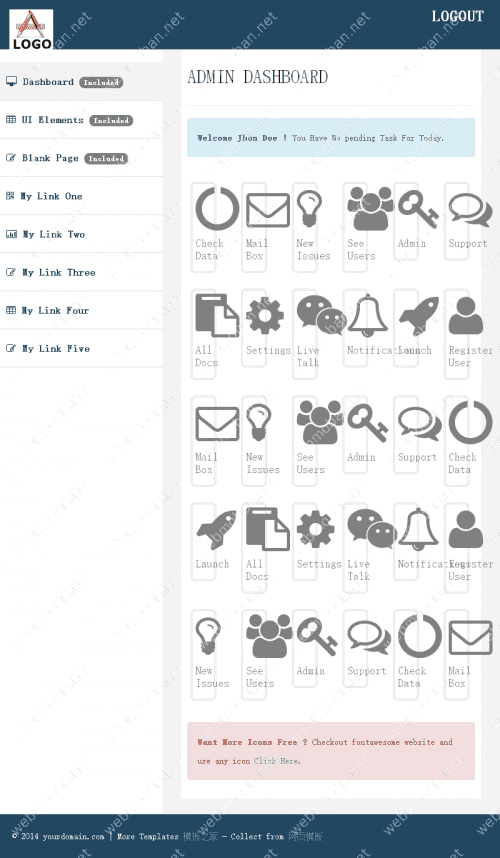 LOGO
LOGOUT
Dashboard Included
UI Elements Included
Blank Page Included
My Link One
My Link Two
My Link Three
My Link Four
My Link Five
ADMIN DASHBOARD
Welcome Jhon Doe ! You Have No pending Task For Today.
Check Data
Mail Box
New Issues
See Users
Admin
Support
All Docs
Settings
Live Talk
Notifications
Launch
Register User
Mail Box
New Issues
See Users
Admin
Support
Check Data
Launch
All Docs
Settings
Live Talk
Notifications
Register User
New Issues
See Users
Admin
Support
Check Data
Mail Box
Want More Icons Free ? Checkout fontawesome website and
use any icon Click Here.
© 2014 yourdomain.com | More Templates 模板之家 - Collect from 网页模板